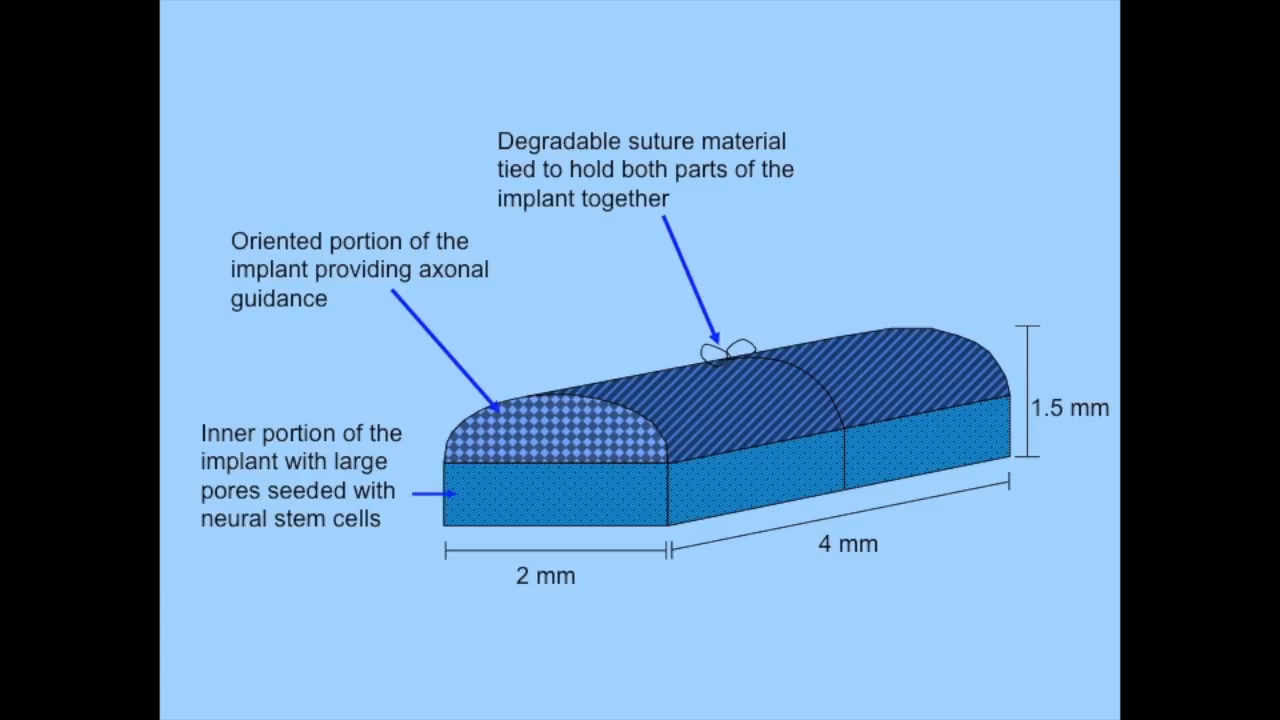 Degradable suture material
tied to hold both parts of the
implant together
Oriented portion of the
implant providing axonal
guidance
Inner portion of the
implant with large
pores seeded with
neural stem cells
1.5 mm
4 mm
2 mm